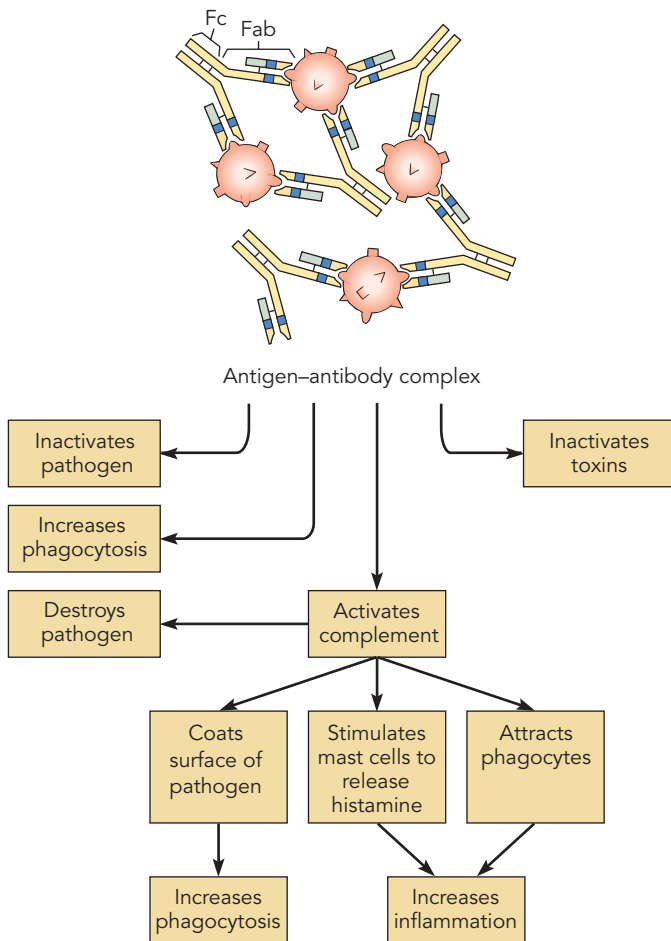 Fc
Fab
Antigen–antibody complex
Inactivates
pathogen
Inactivates
toxins
Increases
phagocytosis
Destroys
pathogen
Activates
complement
Coats
surface of
pathogen
Stimulates
mast cells to
release
histamine
Attracts
phagocytes
Increases
phagocytosis
Increases
inflammation